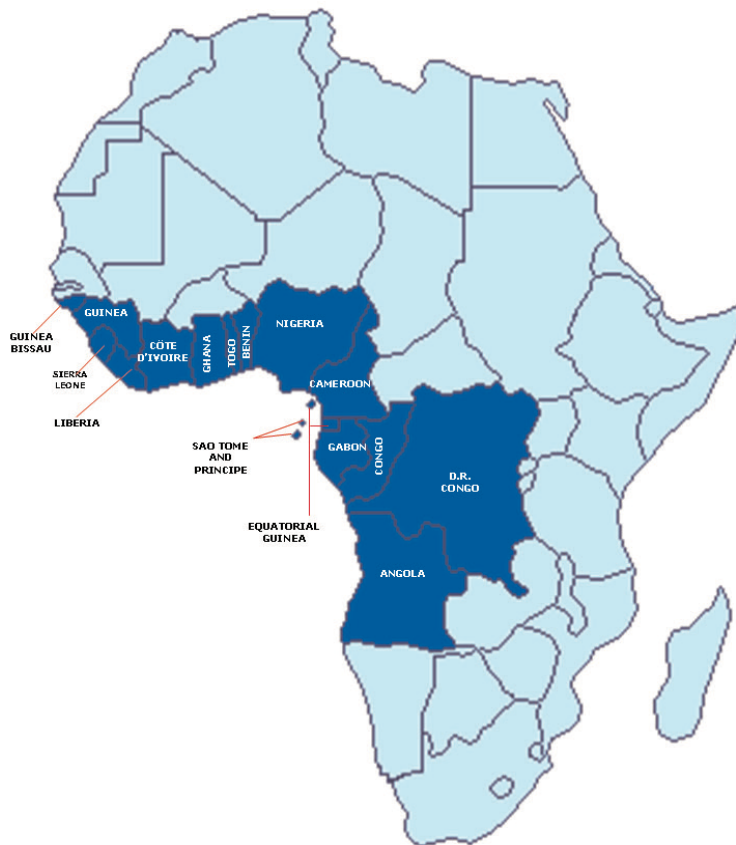 GUINEA
NIGERIA
GUINEA
BISSAU
CÔTE
D'IVOIRE
GHANA
TOGO
BENIN
SIERRA
LEONE
CAMEROON
LIBERIA
SAO TOME
AND
PRINCIPE
GABON
CONGO
D.R.
CONGO
EQUATORIAL
GUINEA
ANGOLA